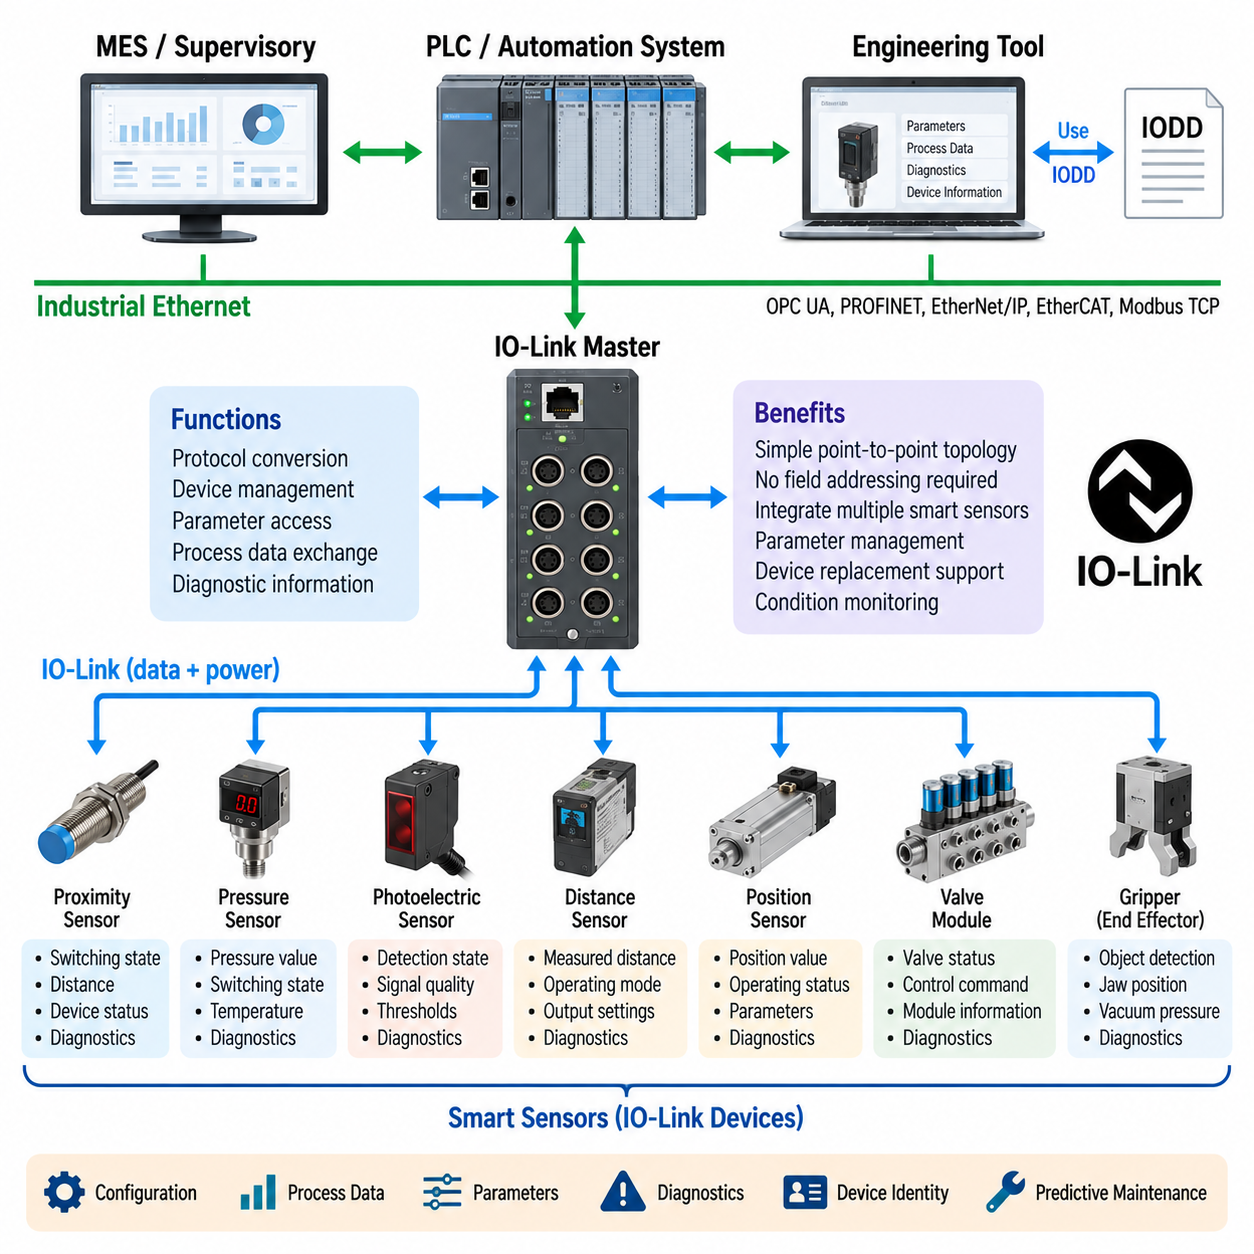 MES / Supervisory
PLC / Automation System
Engineering Tool
Parameters
Process Data
Diagnostics
Device Information
Use
IODD
IODD
Industrial Ethernet
OPC UA, PROFINET, EtherNet/IP, EtherCAT, Modbus TCP
IO-Link Master
Functions
Protocol conversion
Device management
Parameter access
Process data exchange
Diagnostic information
Benefits
Simple point-to-point topology
No field addressing required
Integrate multiple smart sensors
Parameter management
Device replacement support
Condition monitoring
IO-Link
IO-Link (data + power)
0.0
Proximity
Sensor
• Switching state
• Distance
• Device status
• Diagnostics
Pressure
Sensor
• Pressure value
• Switching state
• Temperature
• Diagnostics
Photoelectric
Sensor
• Detection state
• Signal quality
• Thresholds
• Diagnostics
Distance
Sensor
• Measured distance
• Operating mode
• Output settings
• Diagnostics
Position
Sensor
• Position value
• Operating status
• Parameters
• Diagnostics
Valve
Module
• Valve status
• Control command
• Module information
• Diagnostics
Gripper
(End Effector)
• Object detection
• Jaw position
• Vacuum pressure
• Diagnostics
Smart Sensors (IO-Link Devices)
Configuration
Process Data
Parameters
Diagnostics
Device Identity
Predictive Maintenance